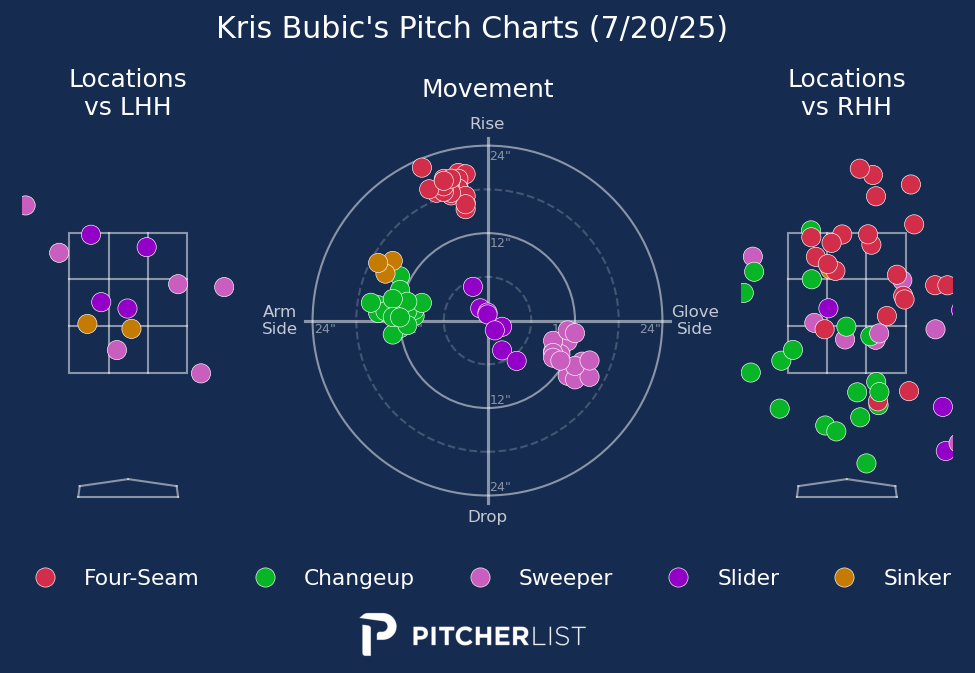 Kris Bubic's Pitch Charts (7/20/25)
Locations
vs LHH
Movement
Locations
vs RHH
Rise
24"
12"
Arm
Side
24"
24"
Glove
Side
12"
24"
Drop
Four-Seam
Changeup
Sweeper
Slider
Sinker
PITCHERLIST